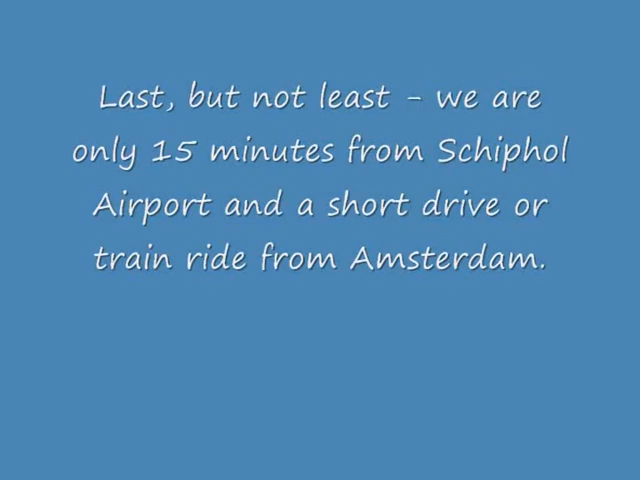 Last, but not least - we are
only 15 minutes from Schiphol
Airport and a short drive or
train ride from Amsterdam.